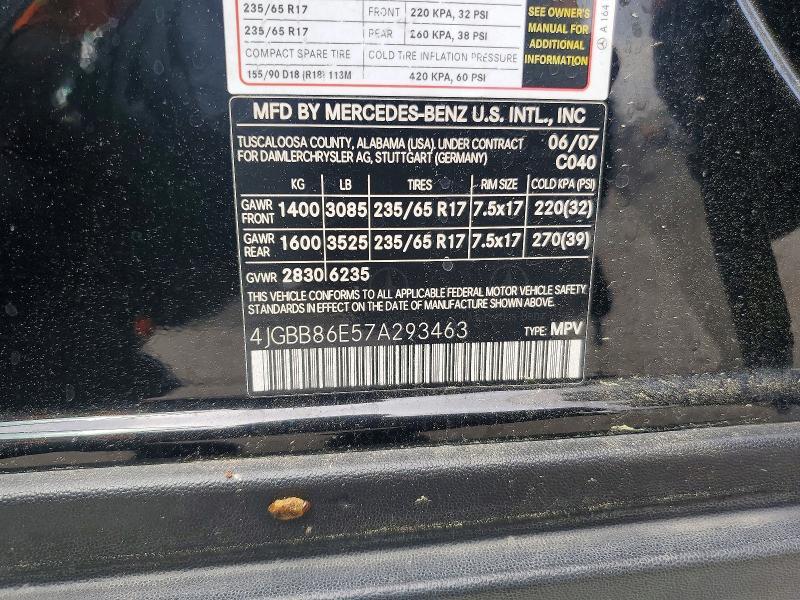 235/65 R17 FRONT 220 KPA, 32 PSI
235/65 R17 REAR 260 KPA, 38 PSI
COMPACT SPARE TIRE COLD TIRE INFLATION PRESSURE
155/90 D18 (R18) 113M 420 KPA, 60 PSI
SEE OWNER'S
MANUAL FOR
ADDITIONAL
INFORMATION
A 164
MFD BY MERCEDES-BENZ U.S. INTL., INC
TUSCALOOSA COUNTY, ALABAMA (USA). UNDER CONTRACT 06/07
FOR DAIMLERCHRYSLER AG, STUTTGART (GERMANY) C040
KG LB TIRES RIM SIZE COLD KPA (PSI)
GAWR FRONT 1400 3085 235/65 R17 7.5x17 220(32)
GAWR REAR 1600 3525 235/65 R17 7.5x17 270(39)
GVWR 2830 6235
THIS VEHICLE CONFORMS TO ALL APPLICABLE FEDERAL MOTOR VEHICLE SAFETY
STANDARDS IN EFFECT ON THE DATE OF MANUFACTURE SHOWN ABOVE.
4JGBB86E57A293463 TYPE: MPV